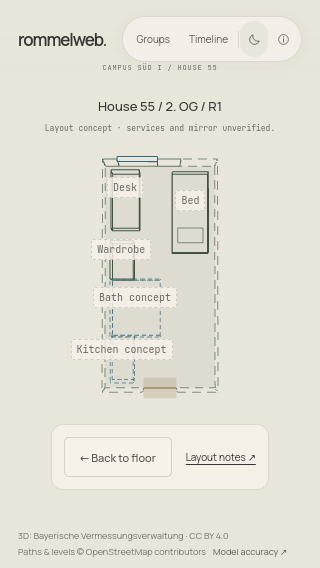 rommelweb.
Groups Timeline
CAMPUS SÜD I / HOUSE 55
House 55 / 2. OG / R1
Layout concept · services and mirror unverified.
Desk
Bed
Wardrobe
Bath concept
Kitchen concept
← Back to floor
Layout notes ↗
3D: Bayerische Vermessungsverwaltung · CC BY 4.0
Paths & levels © OpenStreetMap contributors Model accuracy ↗